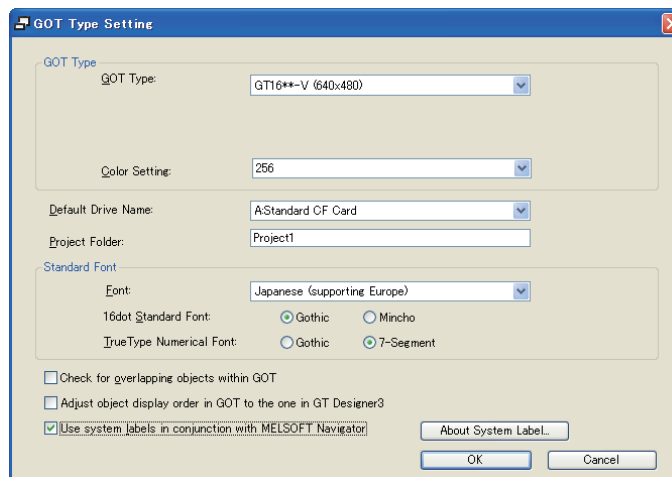 GOT Type Setting
GOT Type
GOT Type: GT16**-V (640x480)
Color Setting: 256
Default Drive Name: A:Standard CF Card
Project Folder: Project1
Standard Font
Font: Japanese (supporting Europe)
16dot Standard Font: Gothic Mincho
TrueType Numerical Font: Gothic 7-Segment
Check for overlapping objects within GOT
Adjust object display order in GOT to the one in GT Designer3
Use system labels in conjunction with MELSOFT Navigator About System Label...
OK Cancel